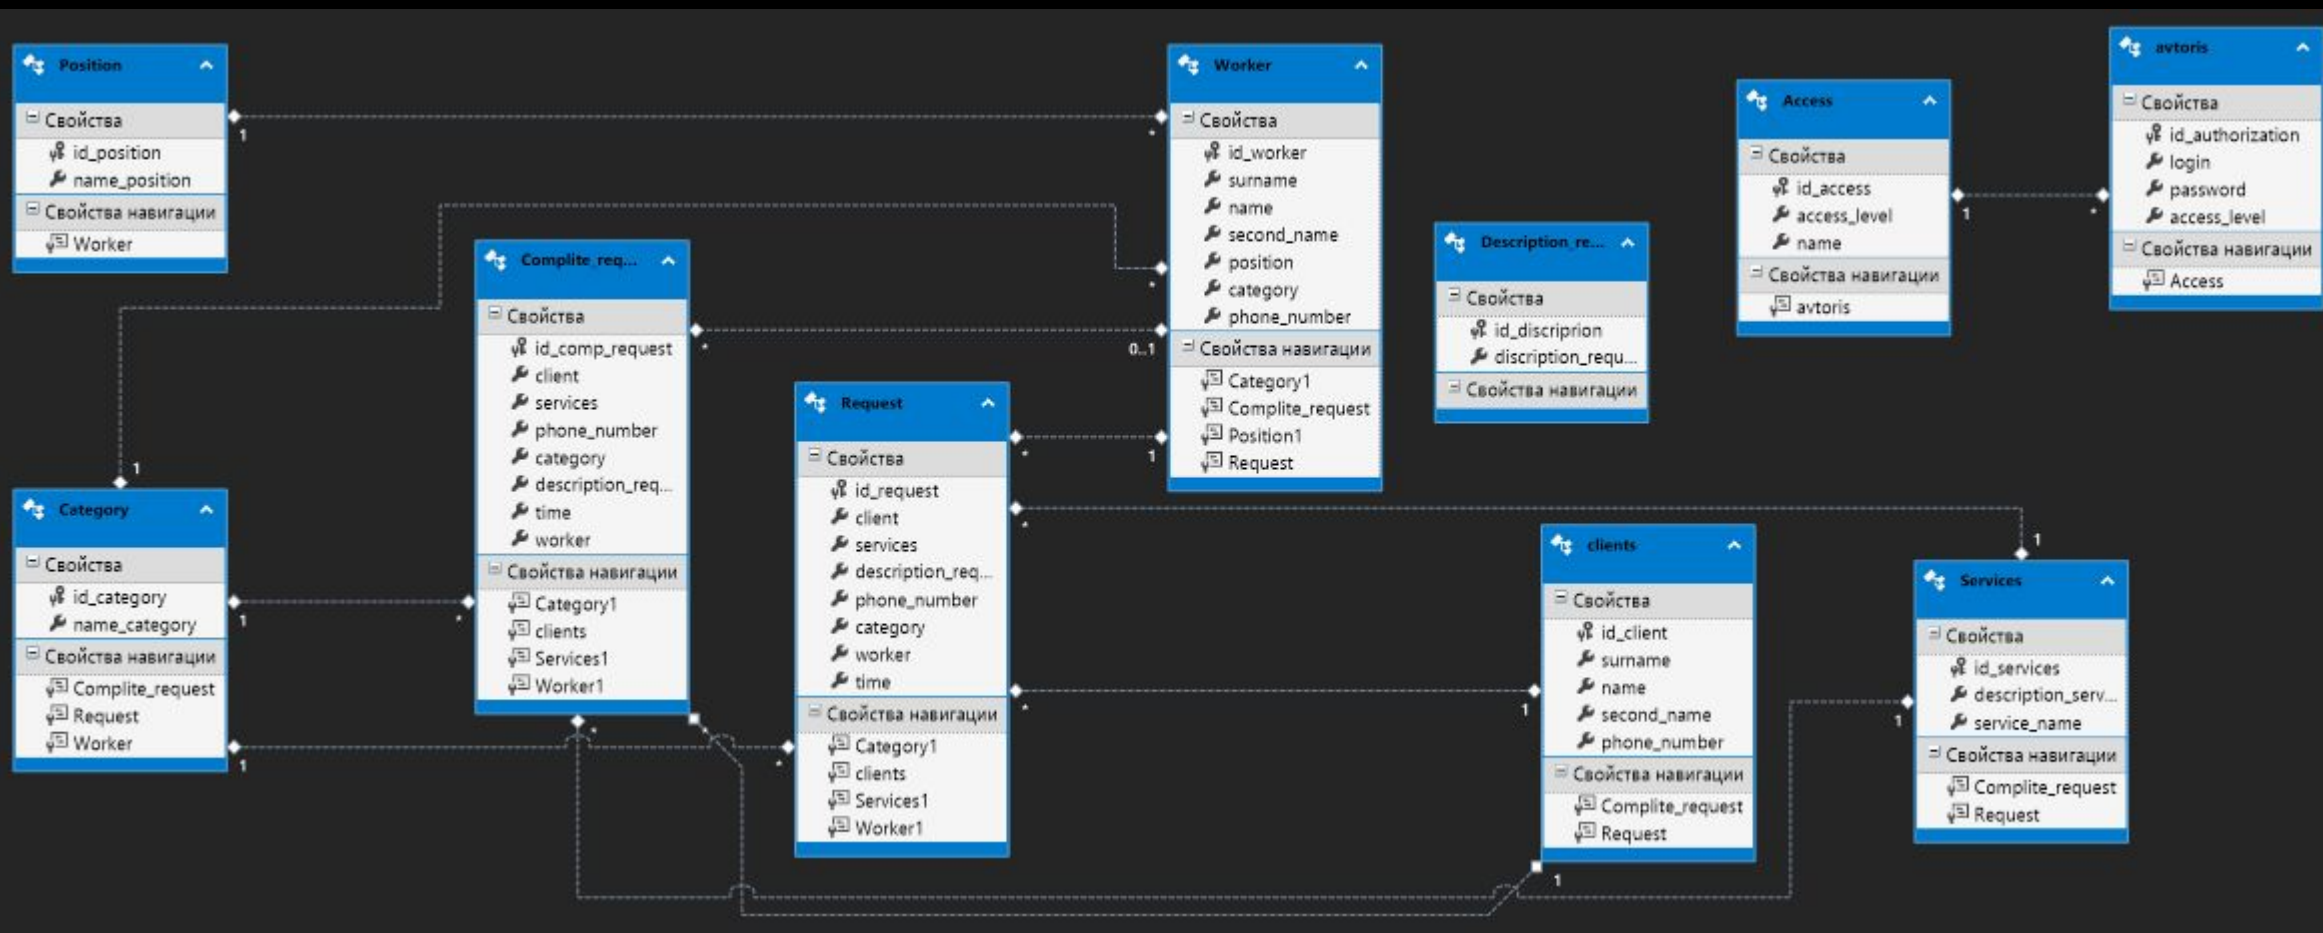 Position
Свойства
id_position
name_position
Свойства навигации
Worker
1
*
Worker
Свойства
id_worker
surname
name
second_name
position
category
phone_number
Свойства навигации
Category1
Complite_request
Position1
Request
*
0..1
1
Access
Свойства
id_access
access_level
name
Свойства навигации
avtoris
1
*
avtoris
Свойства
id_authorization
login
password
access_level
Свойства навигации
Access
Description_re...
Свойства
id_discriprion
discription_requ...
Свойства навигации
Complite_req...
Свойства
id_comp_request
client
services
phone_number
category
description_req...
time
worker
Свойства навигации
Category1
clients
Services1
Worker1
*
*
*
*
Request
Свойства
id_request
client
services
description_req...
phone_number
category
worker
time
Свойства навигации
Category1
clients
Services1
Worker1
*
*
*
*
Category
Свойства
id_category
name_category
Свойства навигации
Complite_request
Request
Worker
1
1
1
clients
Свойства
id_client
surname
name
second_name
phone_number
Свойства навигации
Complite_request
Request
1
1
Services
Свойства
id_services
description_serv...
service_name
Свойства навигации
Complite_request
Request
1
1